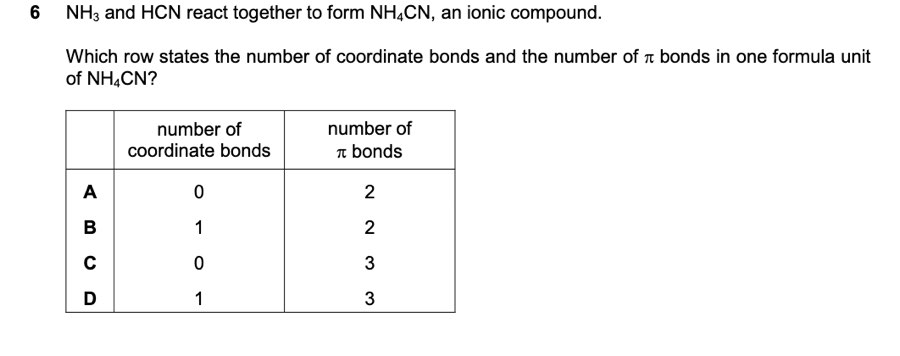 6 NH₃ and HCN react together to form NH₄CN, an ionic compound.
Which row states the number of coordinate bonds and the number of π bonds in one formula unit
of NH₄CN?
number of coordinate bonds number of π bonds
A 0 2
B 1 2
C 0 3
D 1 3